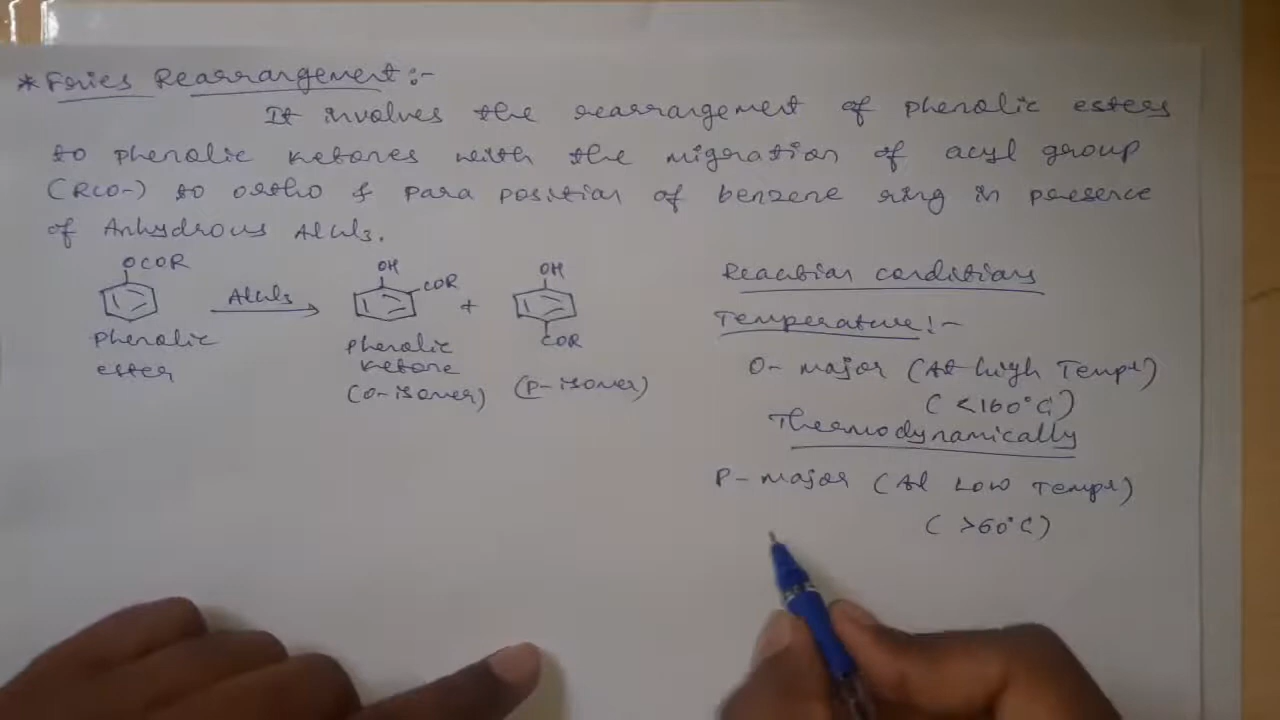 * Fries Rearrangement:-
It involves the rearrangement of phenolic esters
to phenolic ketones with the migration of acyl group
(RCO-) to ortho & para position of benzene ring in presence
of Anhydrous AlCl3.
OCOR
AlCl3
OH
COR
+
OH
COR
Phenolic
ester
phenolic
ketone
(o-isomer)
(p-isomer)
Reaction conditions
Temperature:-
O- major (At high Tempr)
(<160°C)
Thermodynamically
P- major (At Low Tempr)
(>60°C)